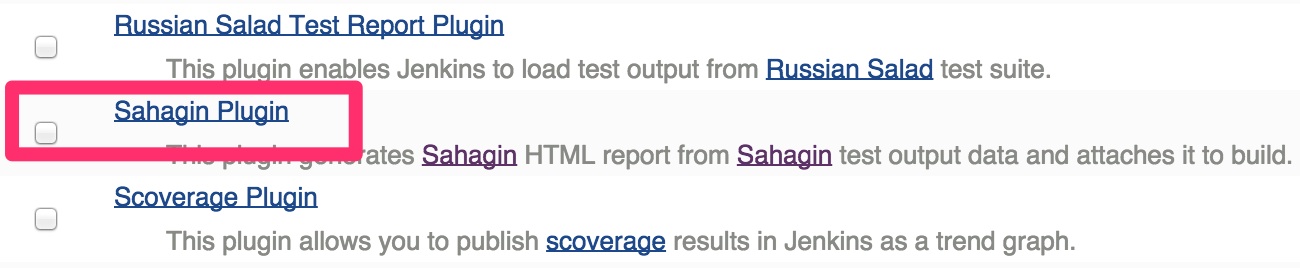 Russian Salad Test Report Plugin
This plugin enables Jenkins to load test output from Russian Salad test suite.
Sahagin Plugin
This plugin generates Sahagin HTML report from Sahagin test output data and attaches it to build.
Scoverage Plugin
This plugin allows you to publish scoverage results in Jenkins as a trend graph.